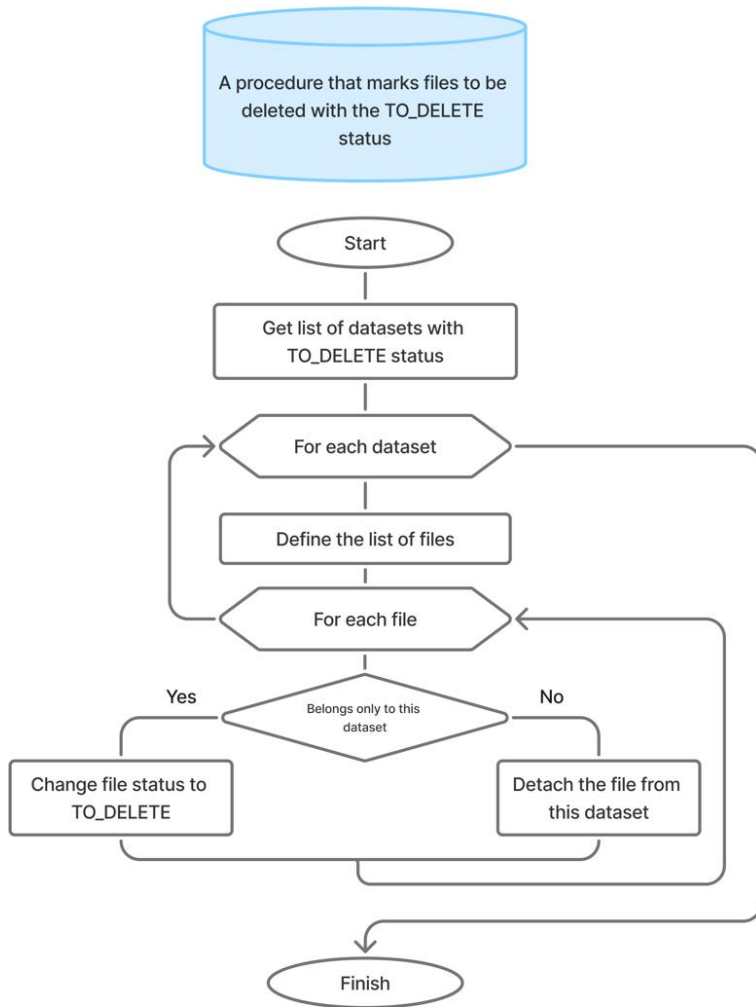 A procedure that marks files to be
deleted with the TO_DELETE
status
Start
Get list of datasets with
TO_DELETE status
For each dataset
Define the list of files
For each file
Belongs only to this
dataset
Yes
No
Change file status to
TO_DELETE
Detach the file from
this dataset
Finish